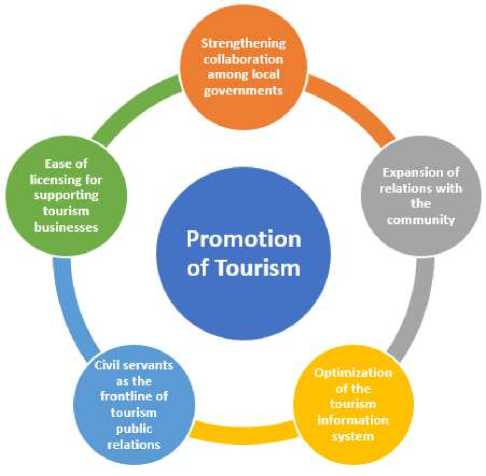 Strengthening
collaboration
among local
governments
Ease of
licensing for
supporting
tourism
businesses
Expansion of
relations with
the
community
Promotion
of Tourism
Civil servants
as the
frontline of
tourism
public
relations
Optimization
of the
tourism
information
system